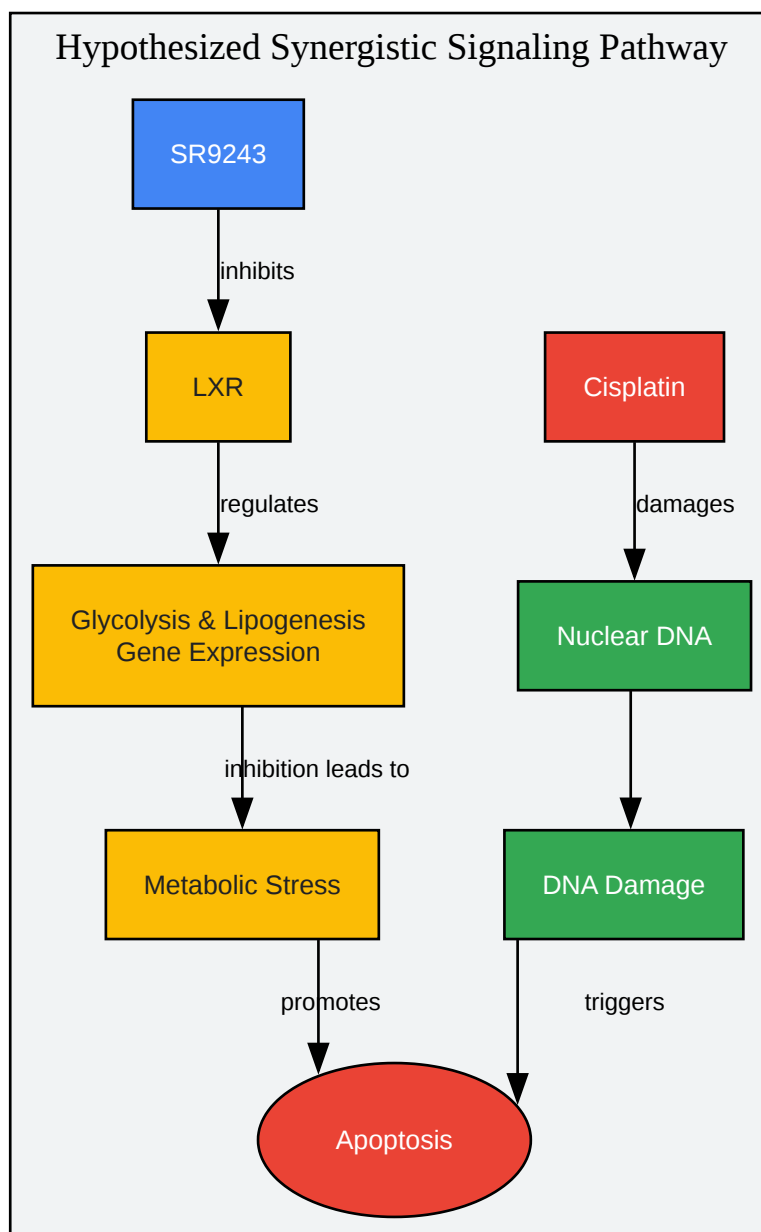 Hypothesized Synergistic Signaling Pathway
SR9243
inhibits
LXR
Cisplatin
regulates
damages
Glycolysis & Lipogenesis
Gene Expression
Nuclear DNA
inhibition leads to
Metabolic Stress
DNA Damage
promotes
triggers
Apoptosis